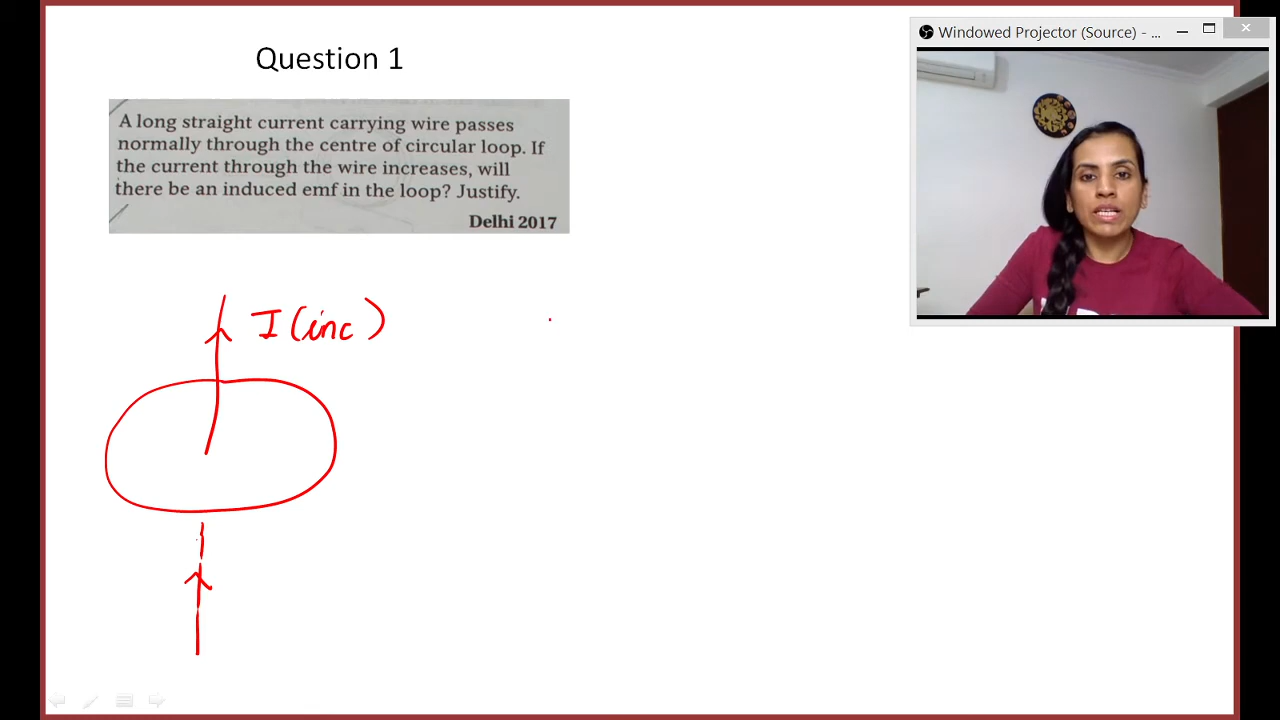 Question 1
Windowed Projector (Source) - ...
A long straight current carrying wire passes
normally through the centre of circular loop. If
the current through the wire increases, will
there be an induced emf in the loop? Justify.
Delhi 2017
I (inc)